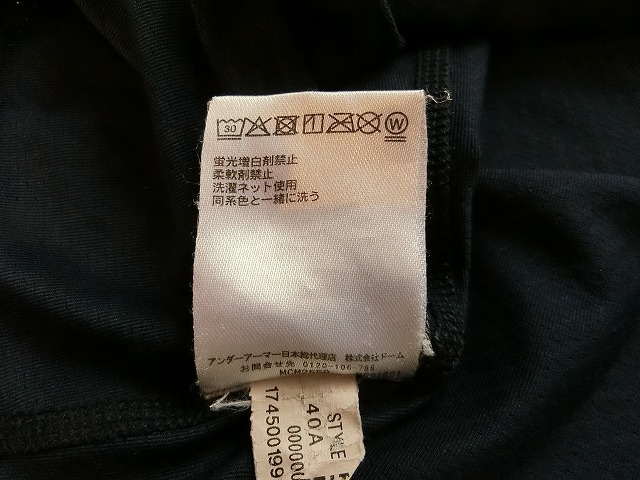 30 W
蛍光増白剤禁止
柔軟剤禁止
洗濯ネット使用
同系色と一緒に洗う
アンダーアーマー日本総代理店 株式会社ドーム
お問合せ先 0120-106-786
STYLE
40A
00000
174500199